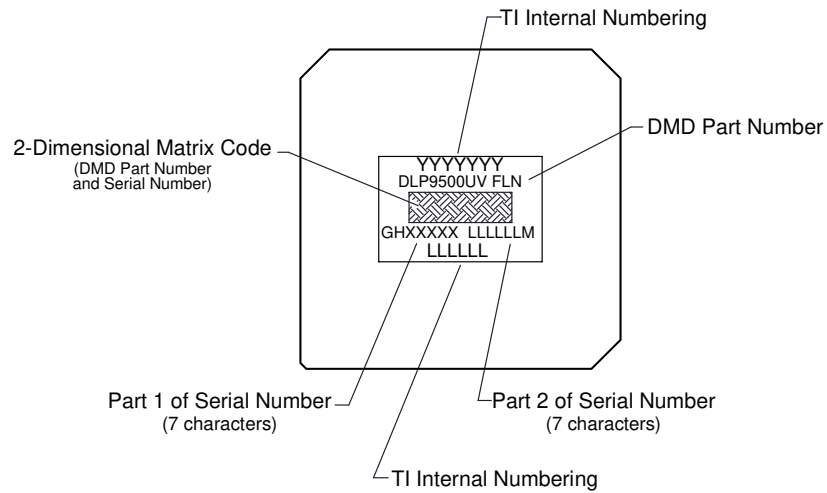 TI Internal Numbering
DMD Part Number
2-Dimensional Matrix Code
(DMD Part Number
and Serial Number)
YYYYYYY
DLP9500UV FLN
GHXXXXX LLLLLLM
LLLLLL
Part 1 of Serial Number
(7 characters)
Part 2 of Serial Number
(7 characters)
TI Internal Numbering